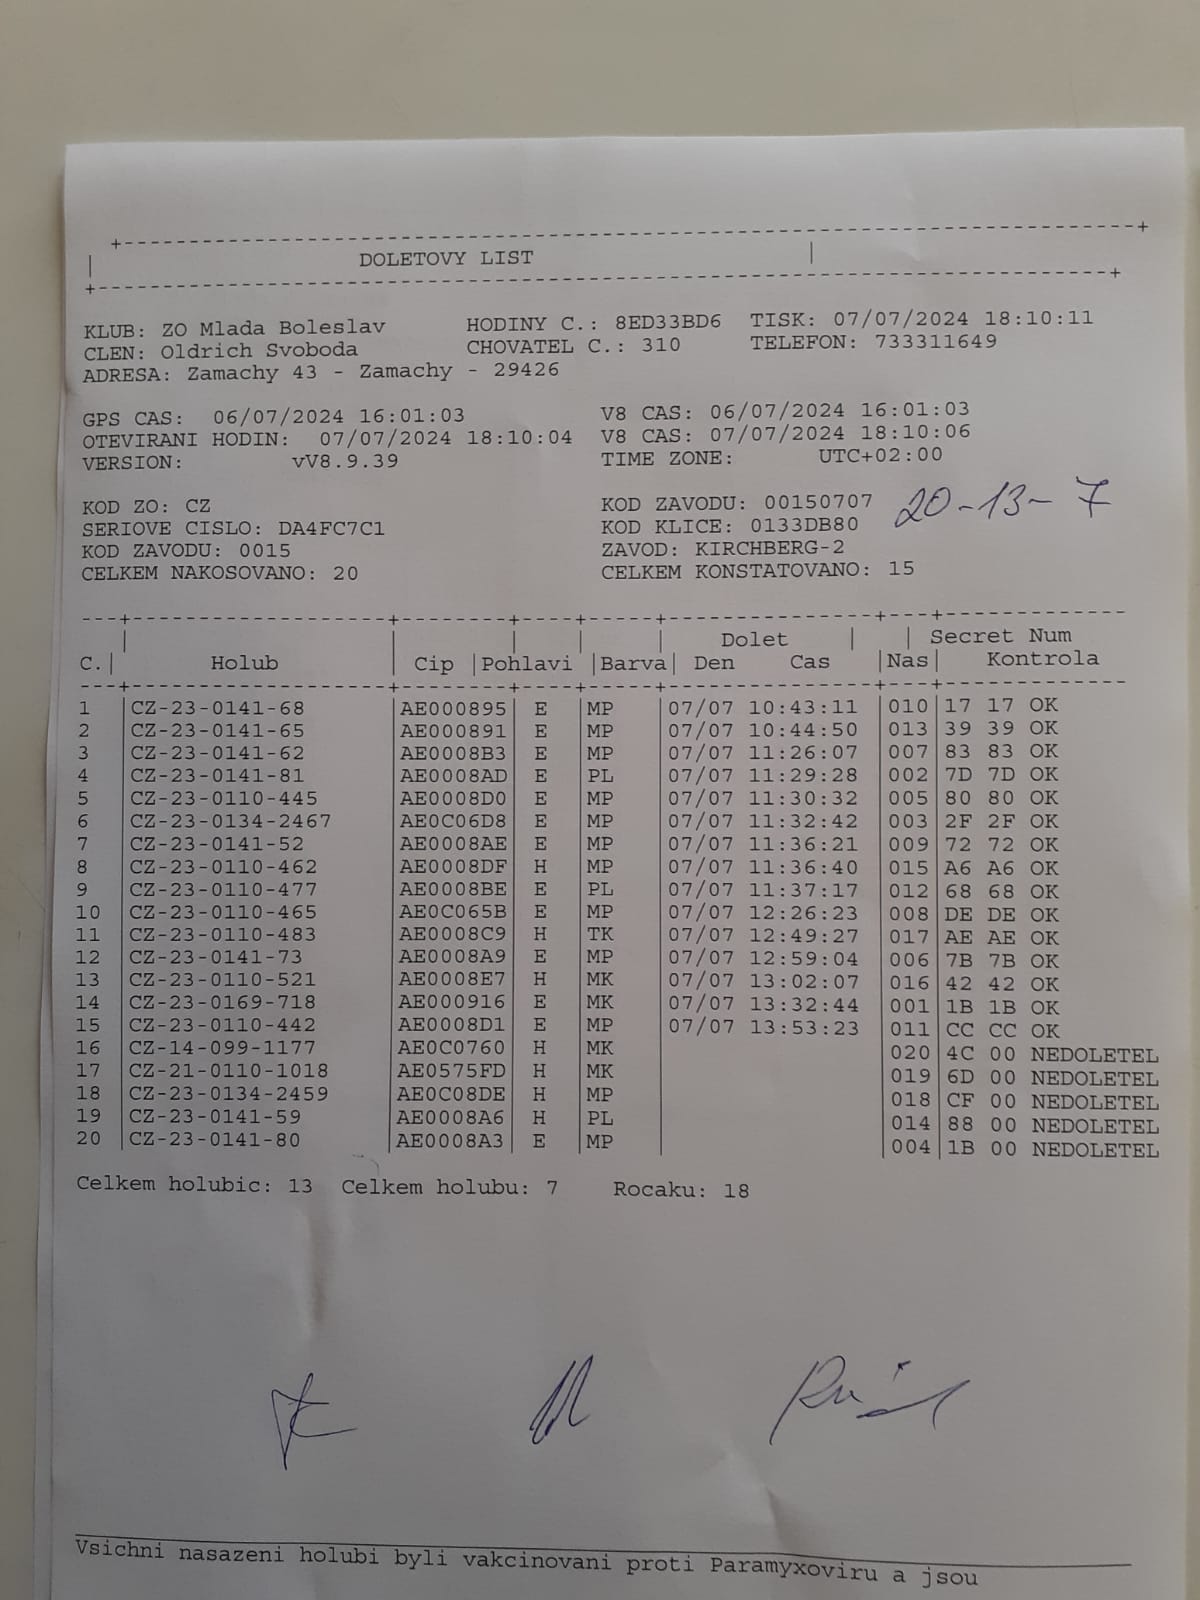 DOLETOVY LIST
KLUB: ZO Mlada Boleslav HODINY C.: 8ED33BD6 TISK: 07/07/2024 18:10:11
CLEN: Oldrich Svoboda CHOVATEL C.: 310 TELEFON: 733311649
ADRESA: Zamachy 43 - Zamachy - 29426
GPS CAS: 06/07/2024 16:01:03 V8 CAS: 06/07/2024 16:01:03
OTEVIRANI HODIN: 07/07/2024 18:10:04 V8 CAS: 07/07/2024 18:10:06
VERSION: vV8.9.39 TIME ZONE: UTC+02:00
KOD ZO: CZ KOD ZAVODU: 00150707 20-13-7
SERIOVE CISLO: DA4FC7C1 KOD KLICE: 0133DB80
KOD ZAVODU: 0015 ZAVOD: KIRCHBERG-2
CELKEM NAKOSOVANO: 20 CELKEM KONSTATOVANO: 15
Dolet | | Secret Num
C.| Holub | Cip |Pohlavi |Barva| Den Cas |Nas| Kontrola
1 |CZ-23-0141-68 |AE000895| E |MP |07/07 10:43:11 |010|17 17 OK
2 |CZ-23-0141-65 |AE000891| E |MP |07/07 10:44:50 |013|39 39 OK
3 |CZ-23-0141-62 |AE0008B3| E |MP |07/07 11:26:07 |007|83 83 OK
4 |CZ-23-0141-81 |AE0008AD| E |PL |07/07 11:29:28 |002|7D 7D OK
5 |CZ-23-0110-445 |AE0008D0| E |MP |07/07 11:30:32 |005|80 80 OK
6 |CZ-23-0134-2467 |AE0C06D8| E |MP |07/07 11:32:42 |003|2F 2F OK
7 |CZ-23-0141-52 |AE0008AE| E |MP |07/07 11:36:21 |009|72 72 OK
8 |CZ-23-0110-462 |AE0008DF| H |MP |07/07 11:36:40 |015|A6 A6 OK
9 |CZ-23-0110-477 |AE0008BE| E |PL |07/07 11:37:17 |012|68 68 OK
10 |CZ-23-0110-465 |AE0C065B| E |MP |07/07 12:26:23 |008|DE DE OK
11 |CZ-23-0110-483 |AE0008C9| H |TK |07/07 12:49:27 |017|AE AE OK
12 |CZ-23-0141-73 |AE0008A9| E |MP |07/07 12:59:04 |006|7B 7B OK
13 |CZ-23-0110-521 |AE0008E7| H |MK |07/07 13:02:07 |016|42 42 OK
14 |CZ-23-0169-718 |AE000916| E |MK |07/07 13:32:44 |001|1B 1B OK
15 |CZ-23-0110-442 |AE0008D1| E |MP |07/07 13:53:23 |011|CC CC OK
16 |CZ-14-099-1177 |AE0C0760| H |MK | |020|4C 00 NEDOLETEL
17 |CZ-21-0110-1018 |AE0575FD| H |MK | |019|6D 00 NEDOLETEL
18 |CZ-23-0134-2459 |AE0C08DE| H |MP | |018|CF 00 NEDOLETEL
19 |CZ-23-0141-59 |AE0008A6| H |PL | |014|88 00 NEDOLETEL
20 |CZ-23-0141-80 |AE0008A3| E |MP | |004|1B 00 NEDOLETEL
Celkem holubic: 13 Celkem holubu: 7 Rocaku: 18
Vsichni nasazeni holubi byli vakcinovani proti Paramyxoviru a jsou